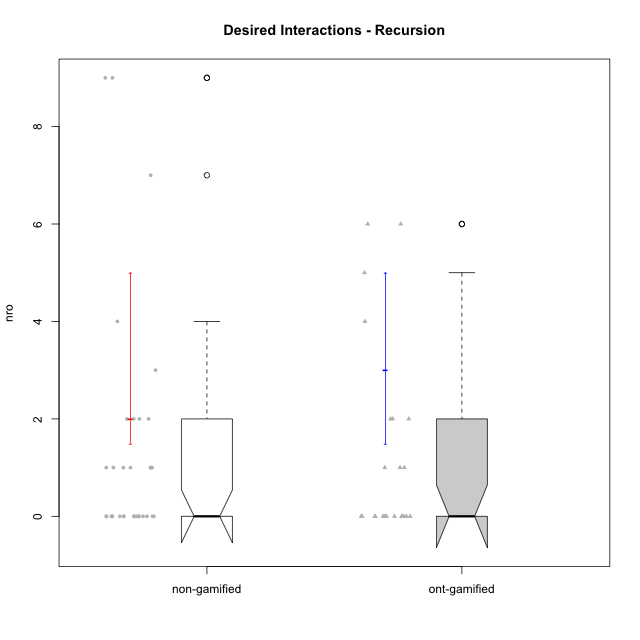 Desired Interactions - Recursion
8
6
4
2
0
nro
non-gamified
ont-gamified